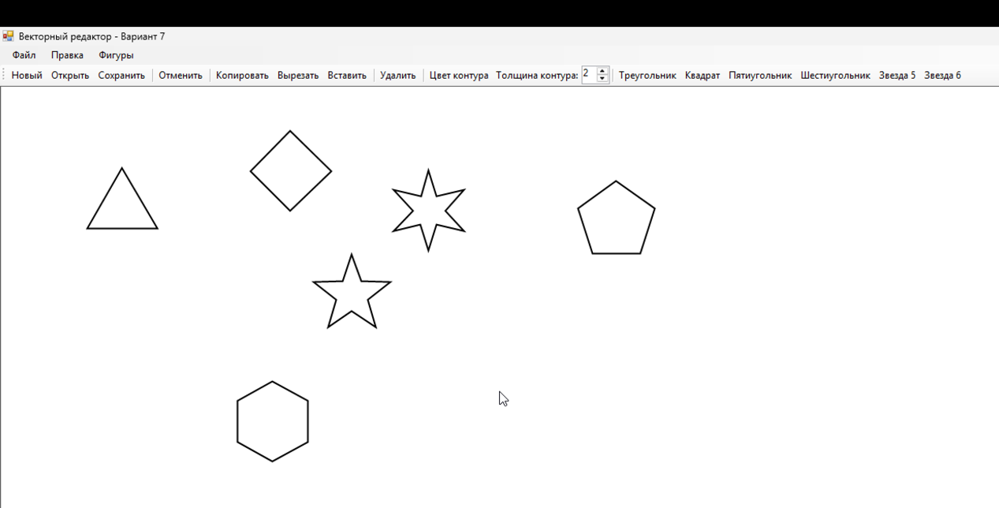 Векторный редактор - Вариант 7
Файл Правка Фигуры
Новый Открыть Сохранить Отменить Копировать Вырезать Вставить Удалить Цвет контура Толщина контура: 2 Треугольник Квадрат Пятиугольник Шестиугольник Звезда 5 Звезда 6